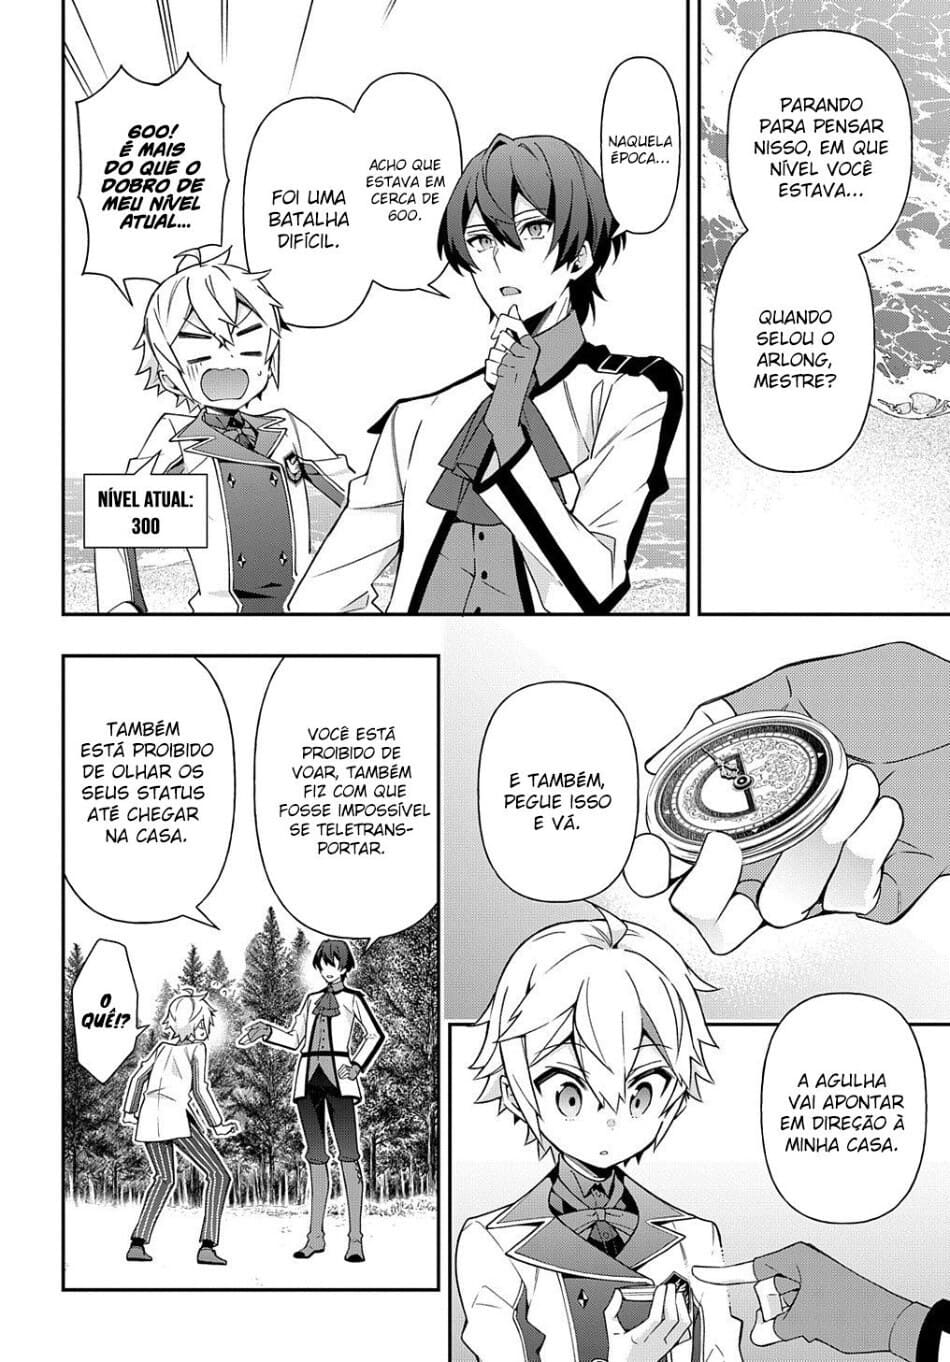 PARANDO
PARA PENSAR
NISSO, EM QUE
NÍVEL VOCÊ
ESTAVA...
QUANDO
SELOU O
ARLONG,
MESTRE?
NAQUELA
ÉPOCA...
ACHO QUE
ESTAVA EM
CERCA DE
600.
FOI UMA
BATALHA
DIFÍCIL.
600!
É MAIS
DO QUE O
DOBRO DE
MEU NÍVEL
ATUAL...
NÍVEL ATUAL:
300
E TAMBÉM,
PEGUE ISSO
E VÁ.
A AGULHA
VAI APONTAR
EM DIREÇÃO À
MINHA CASA.
VOCÊ ESTÁ
PROIBIDO DE
VOAR, TAMBÉM
FIZ COM QUE
FOSSE IMPOSSÍVEL
SE TELETRANS-
PORTAR.
TAMBÉM
ESTÁ PROIBIDO
DE OLHAR OS
SEUS STATUS
ATÉ CHEGAR
NA CASA.
O
QUÊ!?